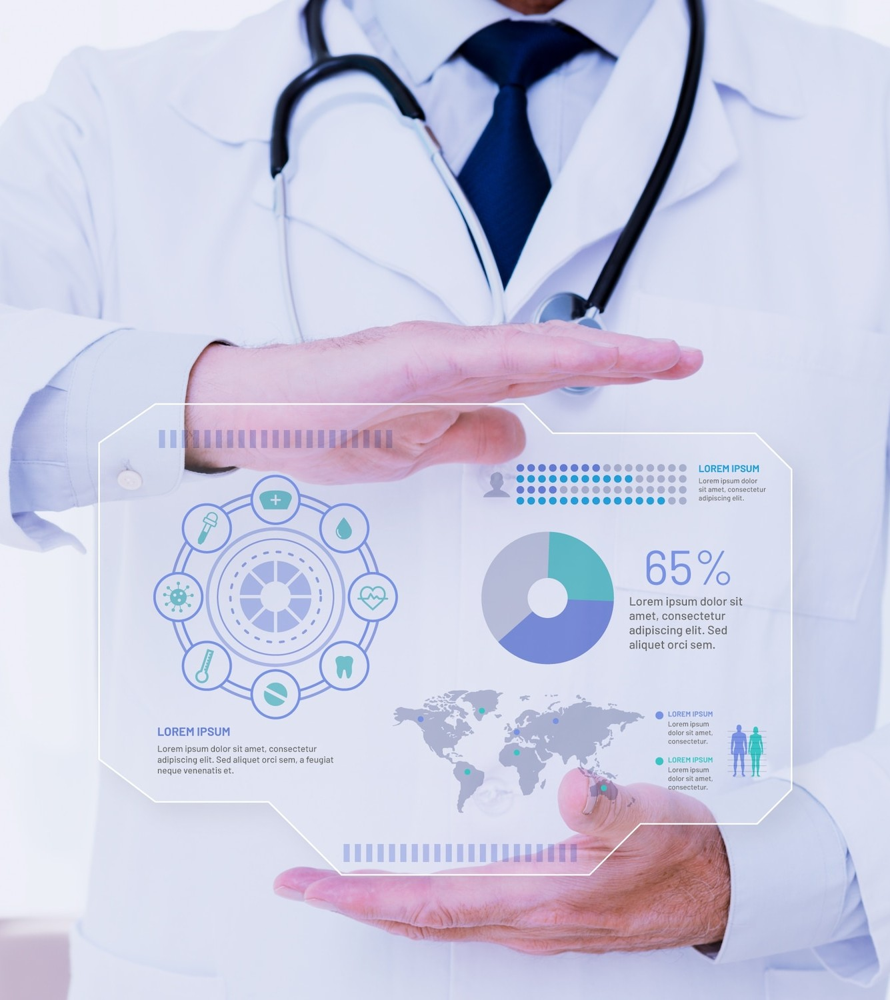 LOREM IPSUM
Lorem ipsum dolor
sit amet, consectetur
adipiscing elit.
65%
Lorem ipsum dolor sit
amet, consectetur
adipiscing elit. Sed
aliquet orci sem.
LOREM IPSUM
Lorem ipsum
dolor sit amet,
consectetur.
LOREM IPSUM
Lorem ipsum
dolor sit amet,
consectetur.
LOREM IPSUM
Lorem ipsum dolor sit amet, consectetur
adipiscing elit. Sed aliquet orci sem, a feugiat
neque venenatis et.